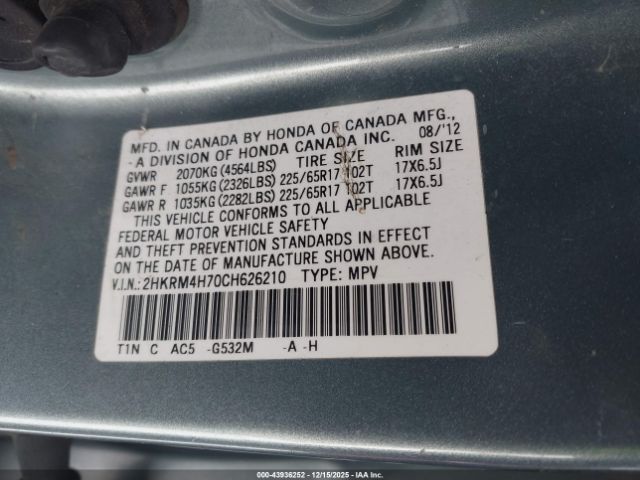 MFD. IN CANADA BY HONDA OF CANADA MFG.,
-A DIVISION OF HONDA CANADA INC. 08/'12
GVWR 2070KG (4564LBS) TIRE SIZE RIM SIZE
GAWR F 1055KG (2326LBS) 225/65R17 102T 17X6.5J
GAWR R 1035KG (2282LBS) 225/65R17 102T 17X6.5J
THIS VEHICLE CONFORMS TO ALL APPLICABLE
FEDERAL MOTOR VEHICLE SAFETY
AND THEFT PREVENTION STANDARDS IN EFFECT
ON THE DATE OF MANUFACTURE SHOWN ABOVE.
V.I.N.: 2HKRM4H70CH626210 TYPE: MPV
T1N C AC5 -G532M -A -H
000-43936252 - 12/15/2025 - IAA Inc.